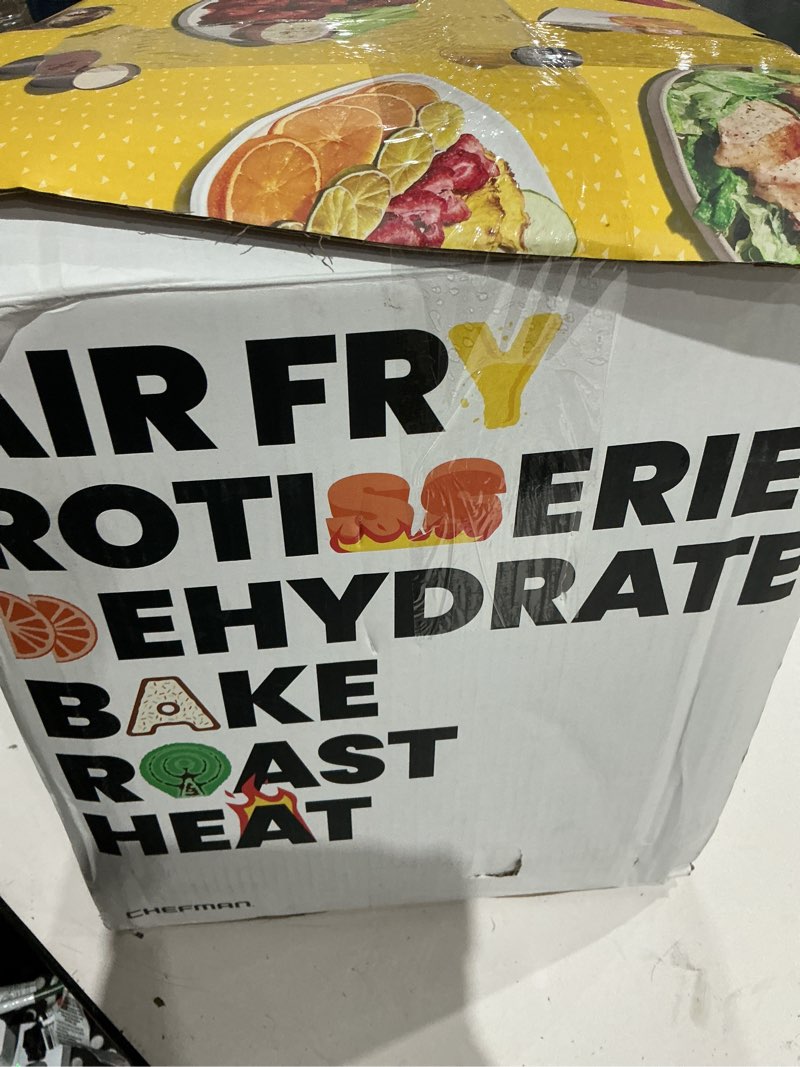 AIR FRY
ROTISSERIE
DEHYDRATE
BAKE
ROAST
HEAT
CHEFMAN